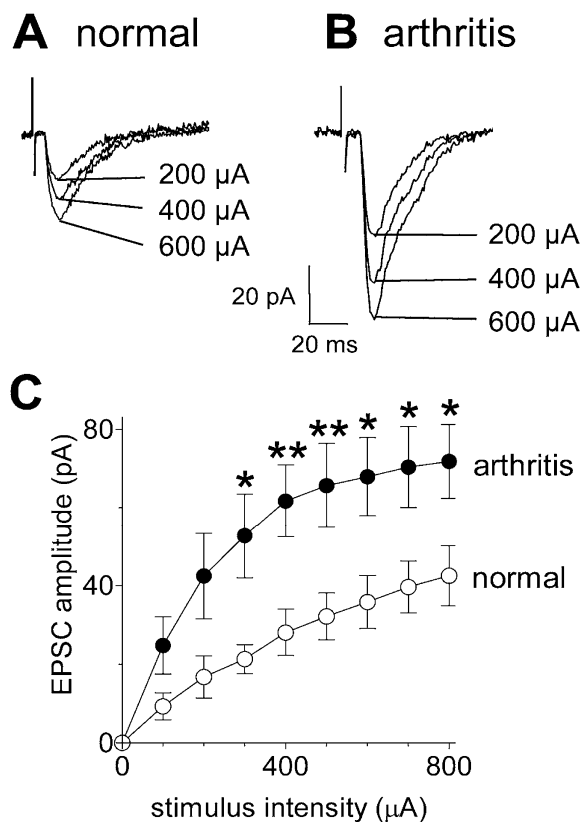 A normal
B arthritis
200 µA
400 µA
600 µA
200 µA
400 µA
600 µA
20 pA
20 ms
C
EPSC amplitude (pA)
80
40
0
* ** ** * * *
arthritis
normal
0 400 800
stimulus intensity (µA)